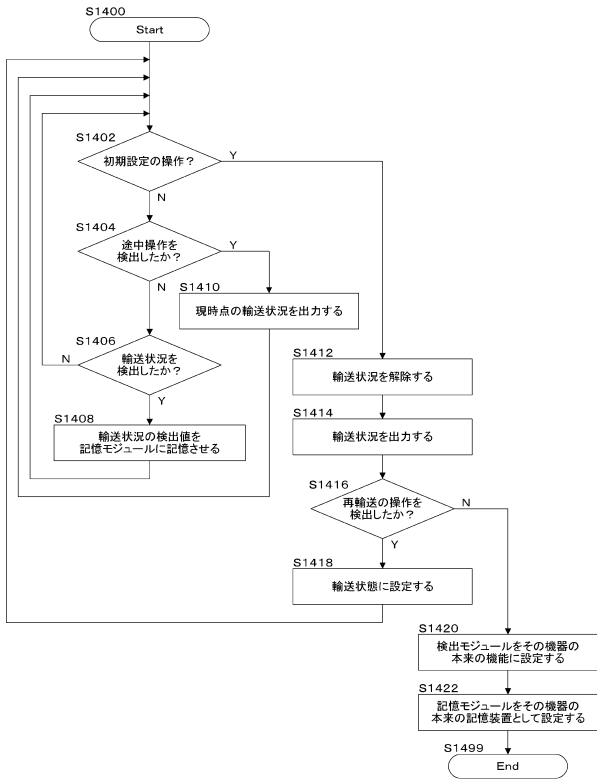 S1400
Start
S1402
初期設定の操作？
Y
N
S1404
途中操作を
検出したか？
Y
N
S1410
現時点の輸送状況を出力する
S1406
輸送状況を
検出したか？
N
Y
S1408
輸送状況の検出値を
記憶モジュールに記憶させる
S1412
輸送状況を解除する
S1414
輸送状況を出力する
S1416
再輸送の操作を
検出したか？
N
Y
S1418
輸送状態に設定する
S1420
検出モジュールをその機器の
本来の機能に設定する
S1422
記憶モジュールをその機器の
本来の記憶装置として設定する
S1499
End